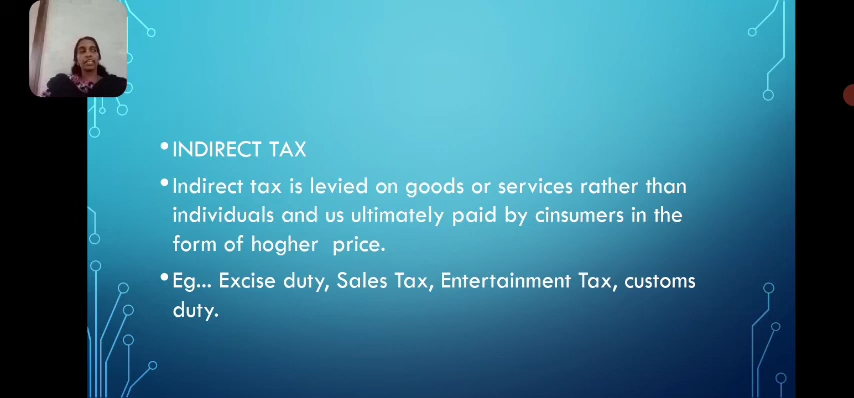 •INDIRECT TAX
•Indirect tax is levied on goods or services rather than
individuals and us ultimately paid by cinsumers in the
form of hogher price.
•Eg... Excise duty, Sales Tax, Entertainment Tax, customs
duty.